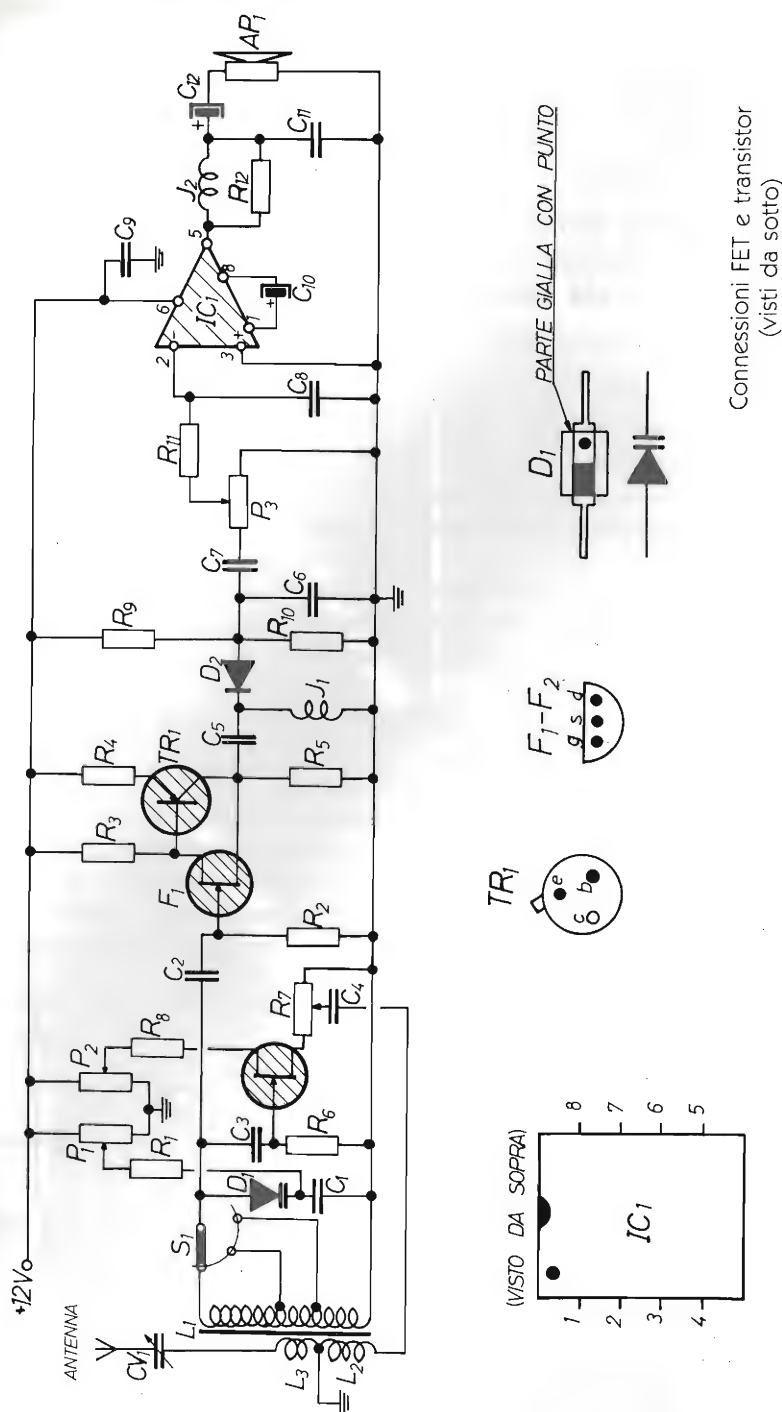 +12V
ANTENNA
CV1
L1
L3
L2
S1
P1
P2
R1
R8
D1
C1
C3
R6
R7
C4
C2
R2
F1
R3
R4
TR1
R5
C5
J1
D2
R9
R10
C6
C7
P3
R11
C8
2
-
3
+
6
IC1
5
8
1
C9
C10
J2
R12
C11
C12
+
+
AP1
(VISTO DA SOPRA)
1
2
3
4
IC1
8
7
6
5
TR1
e
b
c
F1-F2
g s d
D1
PARTE GIALLA CON PUNTO
Connessioni FET e transistor
(visti da sotto)